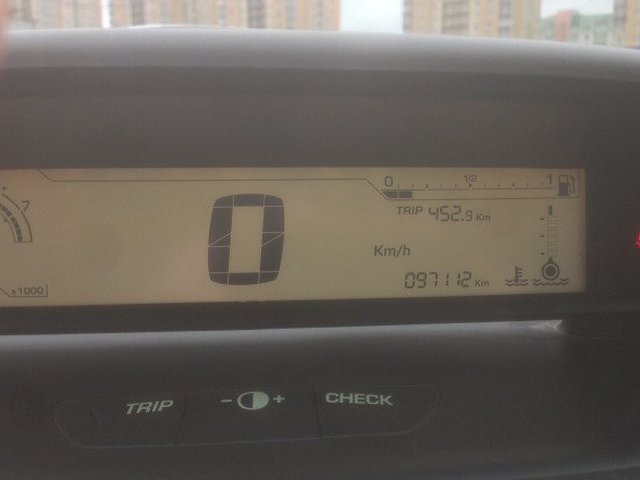 0 1/2 1
7
TRIP 452.9 Km
0
Km/h
x1000
097112 Km
TRIP - + CHECK